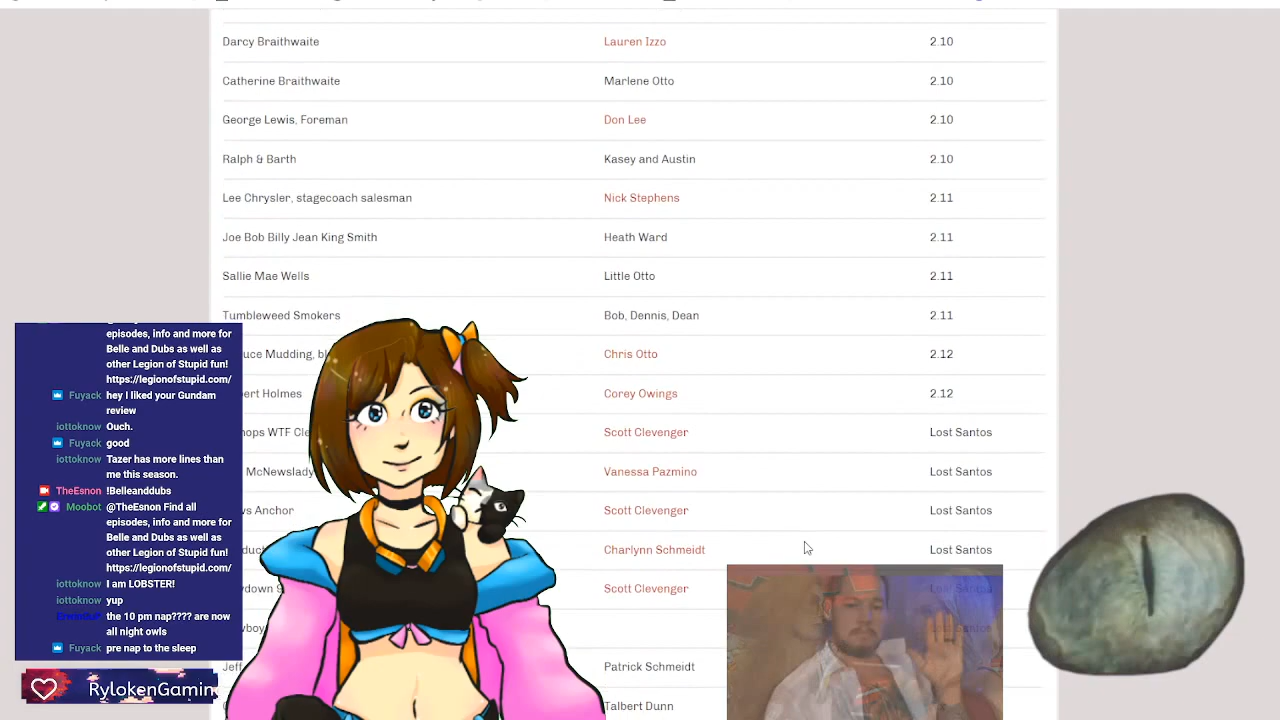 Darcy Braithwaite Lauren Izzo 2.10
Catherine Braithwaite Marlene Otto 2.10
George Lewis, Foreman Don Lee 2.10
Ralph & Barth Kasey and Austin 2.10
Lee Chrysler, stagecoach salesman Nick Stephens 2.11
Joe Bob Billy Jean King Smith Heath Ward 2.11
Sallie Mae Wells Little Otto 2.11
Tumbleweed Smokers Bob, Dennis, Dean 2.11
Mudding, Chris Otto 2.12
Holmes Corey Owings 2.12
WTF Scott Clevenger Lost Santos
McNewslady Vanessa Pazmino Lost Santos
Anchor Scott Clevenger Lost Santos
Charlynn Schmeidt Lost Santos
Scott Clevenger Lost Santos
Jeff Patrick Schmeidt
Talbert Dunn
episodes, info and more for
Belle and Dubs as well as
other Legion of Stupid fun!
https://legionofstupid.com/
Fuyack hey I liked your Gundam
review
iottoknow Ouch.
Fuyack good
iottoknow Tazer has more lines than
me this season.
TheEsnon !Belleanddubs
Moobot @TheEsnon Find all
episodes, info and more for
Belle and Dubs as well as
other Legion of Stupid fun!
https://legionofstupid.com/
iottoknow I am LOBSTER!
iottoknow yup
the 10 pm nap???? are now
all night owls
Fuyack pre nap to the sleep
RylokenGaming